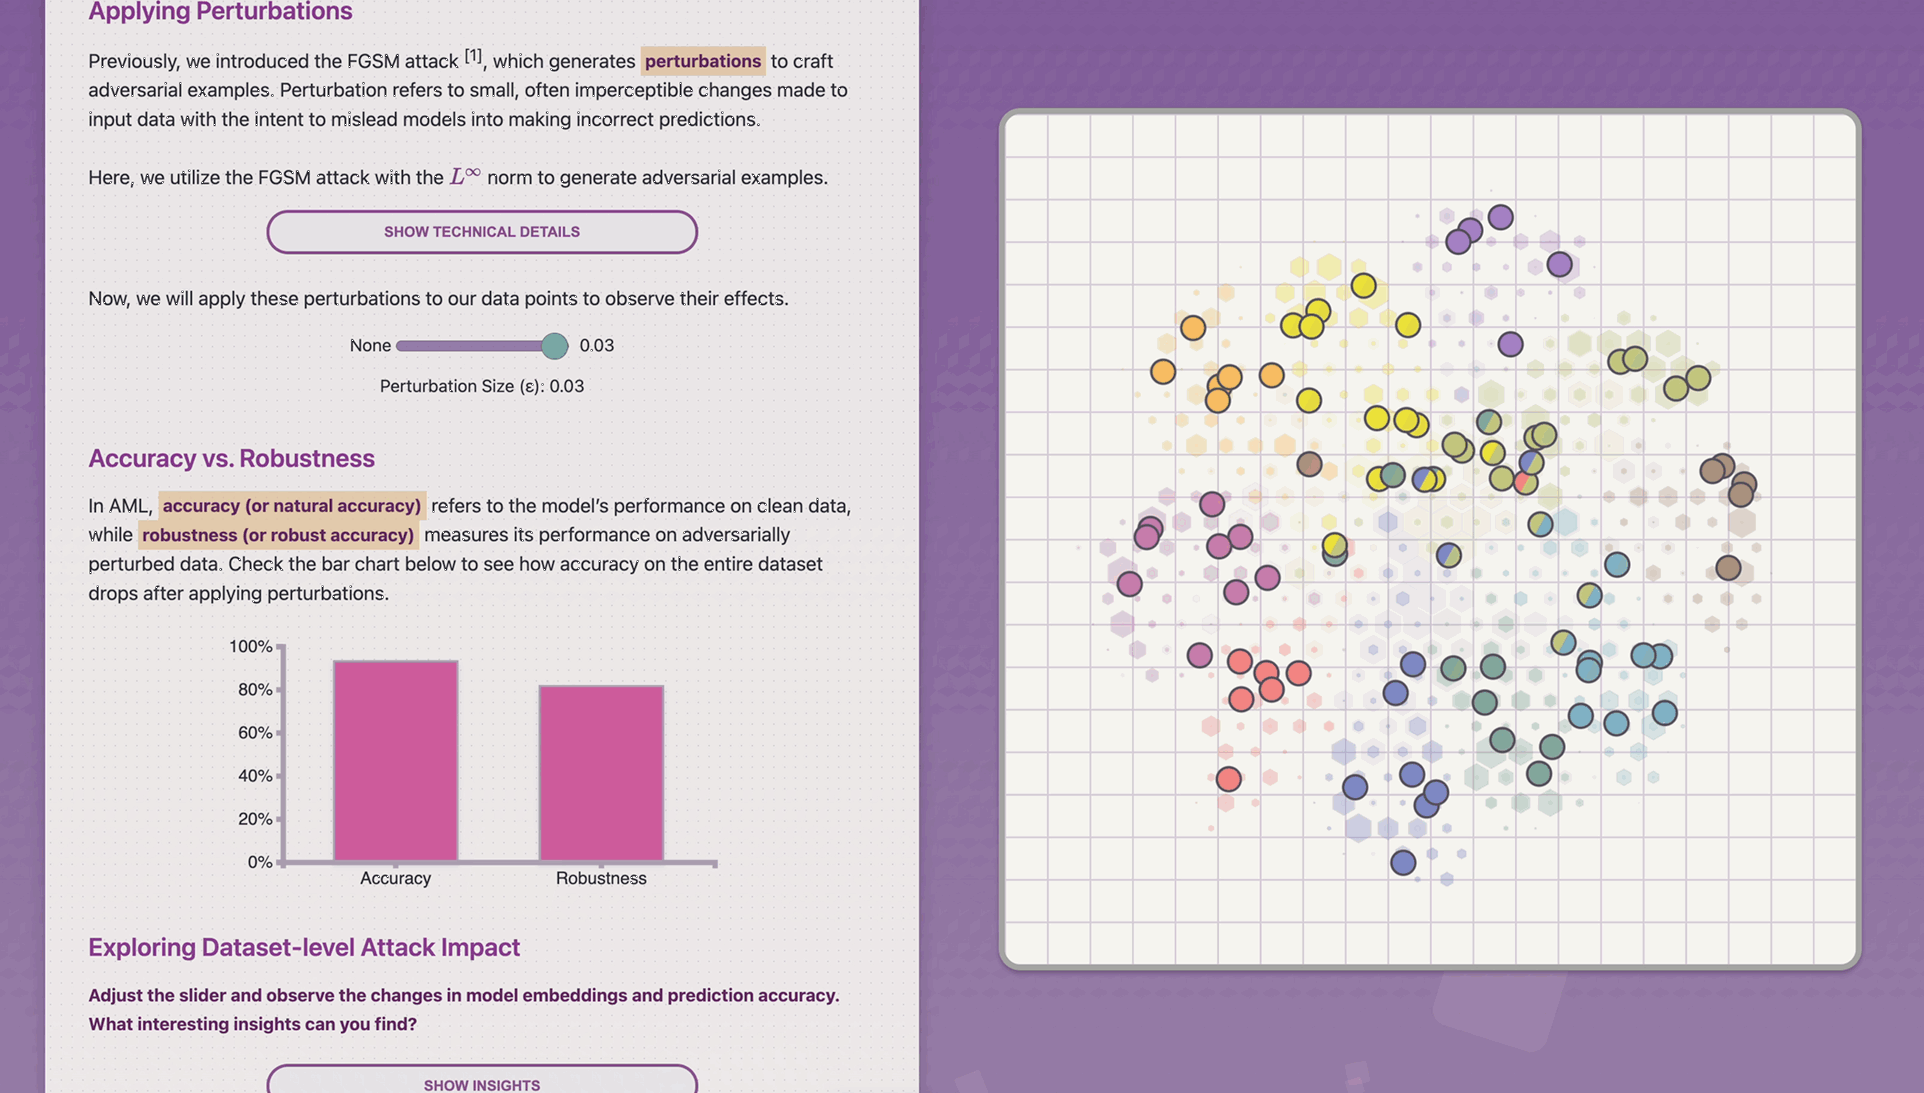 Applying Perturbations
Previously, we introduced the FGSM attack [1], which generates perturbations to craft
adversarial examples. Perturbation refers to small, often imperceptible changes made to
input data with the intent to mislead models into making incorrect predictions.
Here, we utilize the FGSM attack with the L∞ norm to generate adversarial examples.
SHOW TECHNICAL DETAILS
Now, we will apply these perturbations to our data points to observe their effects.
None 0.03
Perturbation Size (ε): 0.03
Accuracy vs. Robustness
In AML, accuracy (or natural accuracy) refers to the model’s performance on clean data,
while robustness (or robust accuracy) measures its performance on adversarially
perturbed data. Check the bar chart below to see how accuracy on the entire dataset
drops after applying perturbations.
100%
80%
60%
40%
20%
0%
Accuracy Robustness
Exploring Dataset-level Attack Impact
Adjust the slider and observe the changes in model embeddings and prediction accuracy.
What interesting insights can you find?
SHOW INSIGHTS